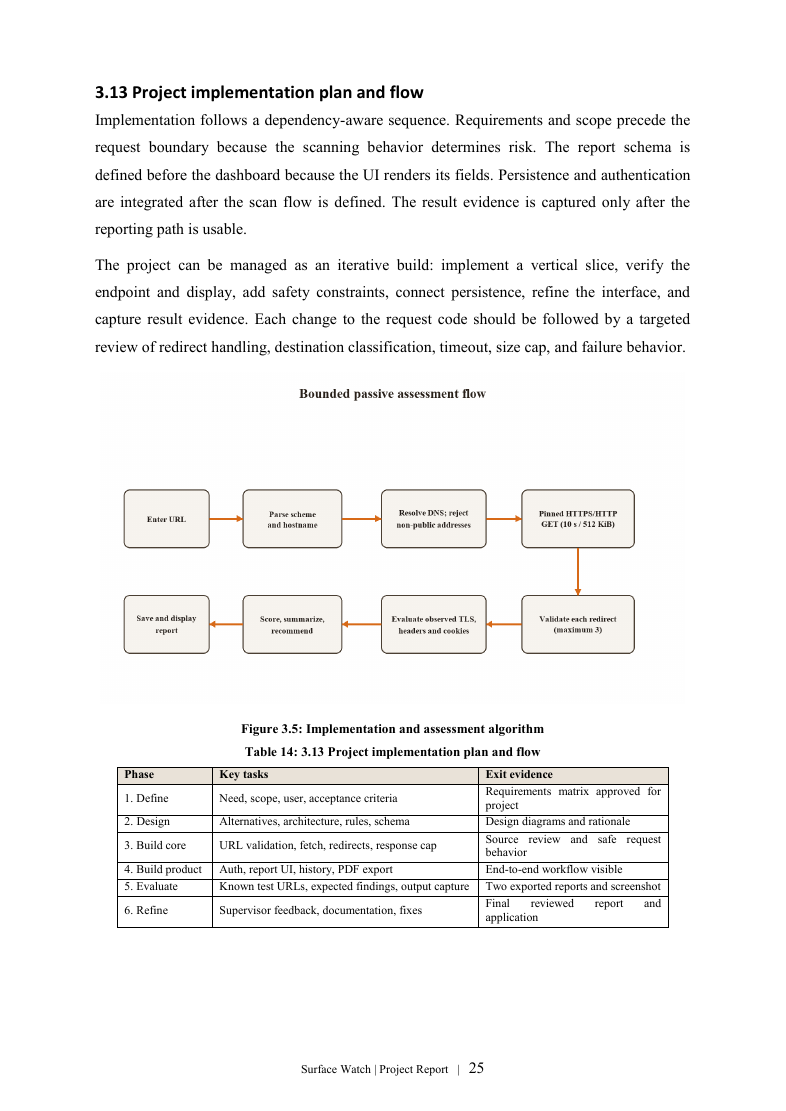 3.13 Project implementation plan and flow
Implementation follows a dependency-aware sequence. Requirements and scope precede the
request boundary because the scanning behavior determines risk. The report schema is
defined before the dashboard because the UI renders its fields. Persistence and authentication
are integrated after the scan flow is defined. The result evidence is captured only after the
reporting path is usable.
The project can be managed as an iterative build: implement a vertical slice, verify the
endpoint and display, add safety constraints, connect persistence, refine the interface, and
capture result evidence. Each change to the request code should be followed by a targeted
review of redirect handling, destination classification, timeout, size cap, and failure behavior.
Bounded passive assessment flow
Enter URL
Parse scheme
and hostname
Resolve DNS; reject
non-public addresses
Pinned HTTPS/HTTP
GET (10 s / 512 KiB)
Save and display
report
Score, summarize,
recommend
Evaluate observed TLS,
headers and cookies
Validate each redirect
(maximum 3)
Figure 3.5: Implementation and assessment algorithm
Table 14: 3.13 Project implementation plan and flow
Phase Key tasks Exit evidence
1. Define Need, scope, user, acceptance criteria Requirements matrix approved for
project
2. Design Alternatives, architecture, rules, schema Design diagrams and rationale
3. Build core URL validation, fetch, redirects, response cap Source review and safe request
behavior
4. Build product Auth, report UI, history, PDF export End-to-end workflow visible
5. Evaluate Known test URLs, expected findings, output capture Two exported reports and screenshot
6. Refine Supervisor feedback, documentation, fixes Final reviewed report and
application
Surface Watch | Project Report | 25